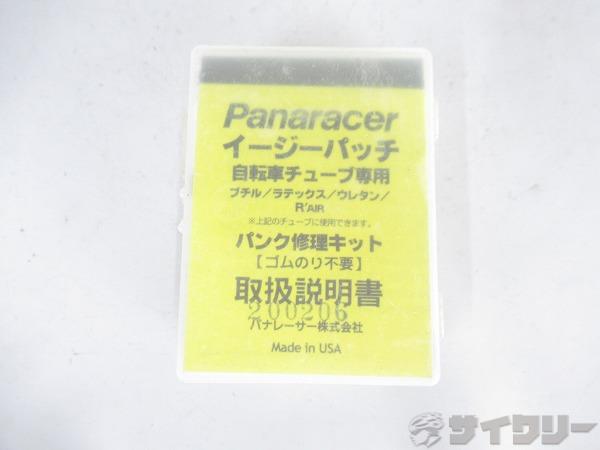 Panaracer
イージーパッチ
自転車チューブ専用
ブチル/ラテックス/ウレタン/
R'AIR
※上記のチューブに使用できます。
パンク修理キット
【ゴムのり不要】
取扱説明書
200206
パナレーサー株式会社
Made in USA
サイクリー